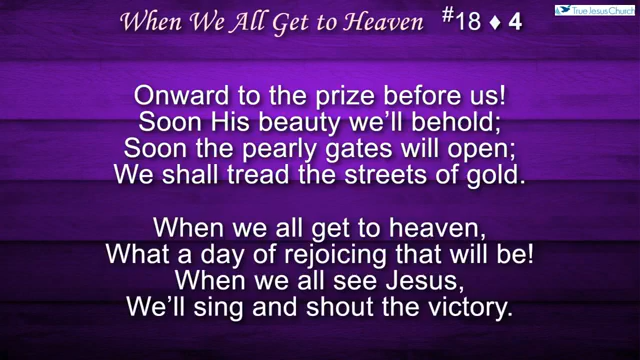 When We All Get to Heaven #18 ♦ 4
True Jesus Church
Onward to the prize before us!
Soon His beauty we'll behold;
Soon the pearly gates will open;
We shall tread the streets of gold.
When we all get to heaven,
What a day of rejoicing that will be!
When we all see Jesus,
We'll sing and shout the victory.